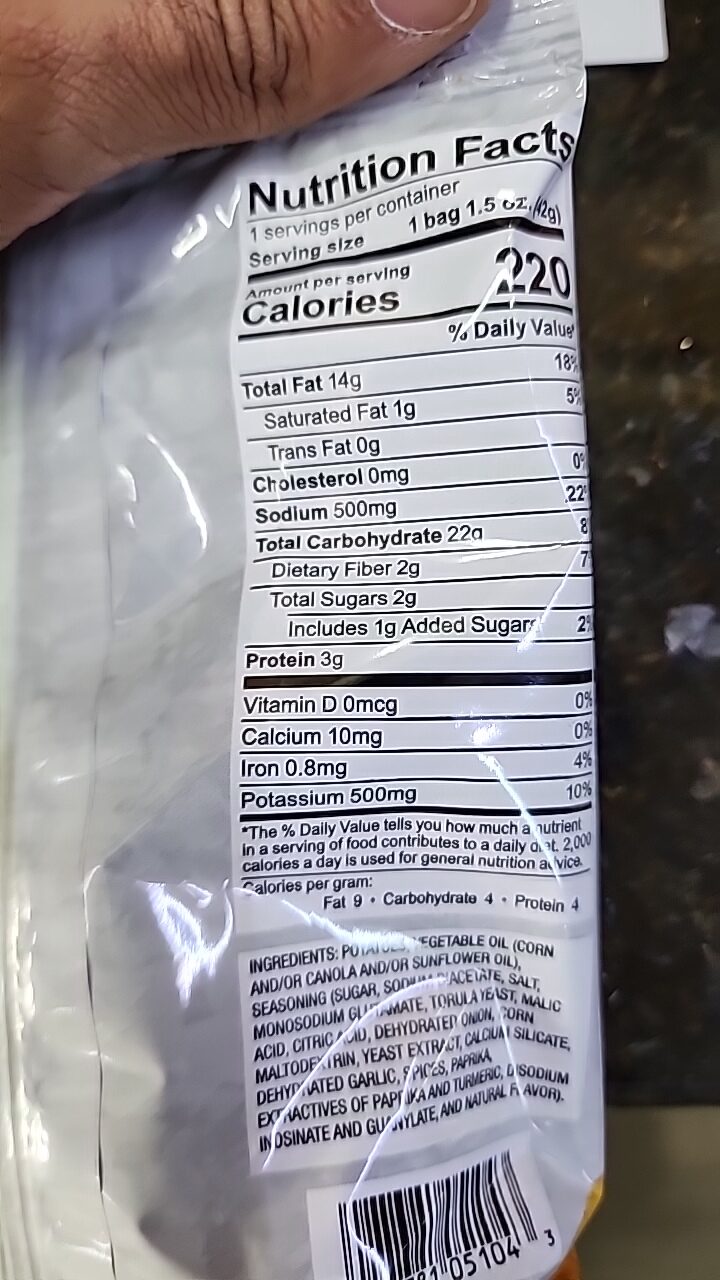 Nutrition Facts
1 servings per container
Serving size 1 bag 1.5 oz. (42g)
Amount per serving
Calories 220
% Daily Value*
Total Fat 14g 18%
Saturated Fat 1g 5%
Trans Fat 0g
Cholesterol 0mg 0%
Sodium 500mg 22%
Total Carbohydrate 22g 8
Dietary Fiber 2g 7
Total Sugars 2g
Includes 1g Added Sugars 2%
Protein 3g
Vitamin D 0mcg 0%
Calcium 10mg 0%
Iron 0.8mg 4%
Potassium 500mg 10%
*The % Daily Value tells you how much a nutrient
in a serving of food contributes to a daily diet. 2,000
calories a day is used for general nutrition advice.
Calories per gram:
Fat 9 • Carbohydrate 4 • Protein 4
INGREDIENTS: POTATOES, VEGETABLE OIL (CORN
AND/OR CANOLA AND/OR SUNFLOWER OIL),
SEASONING (SUGAR, SODIUM DIACETATE, SALT,
MONOSODIUM GLUTAMATE, TORULA YEAST, MALIC
ACID, CITRIC ACID, DEHYDRATED ONION, CORN
MALTODEXTRIN, YEAST EXTRACT, CALCIUM SILICATE,
DEHYDRATED GARLIC, SPICES, PAPRIKA,
EXTRACTIVES OF PAPRIKA AND TURMERIC, DISODIUM
INOSINATE AND GUANYLATE, AND NATURAL FLAVOR).
05104 3